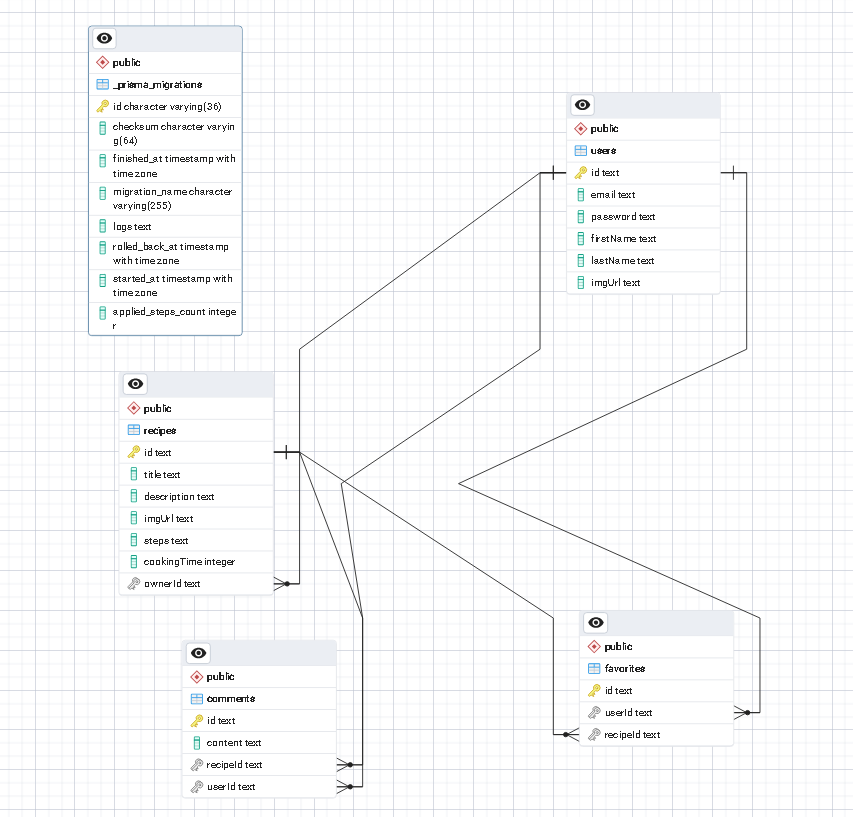 public
_prisma_migrations
id character varying(36)
checksum character varyin
g(64)
finished_at timestamp with
time zone
migration_name character
varying(255)
logs text
rolled_back_at timestamp
with time zone
started_at timestamp with
time zone
applied_steps_count intege
r
public
users
id text
email text
password text
firstName text
lastName text
imgUrl text
public
recipes
id text
title text
description text
imgUrl text
steps text
cookingTime integer
ownerId text
public
comments
id text
content text
recipeId text
userId text
public
favorites
id text
userId text
recipeId text